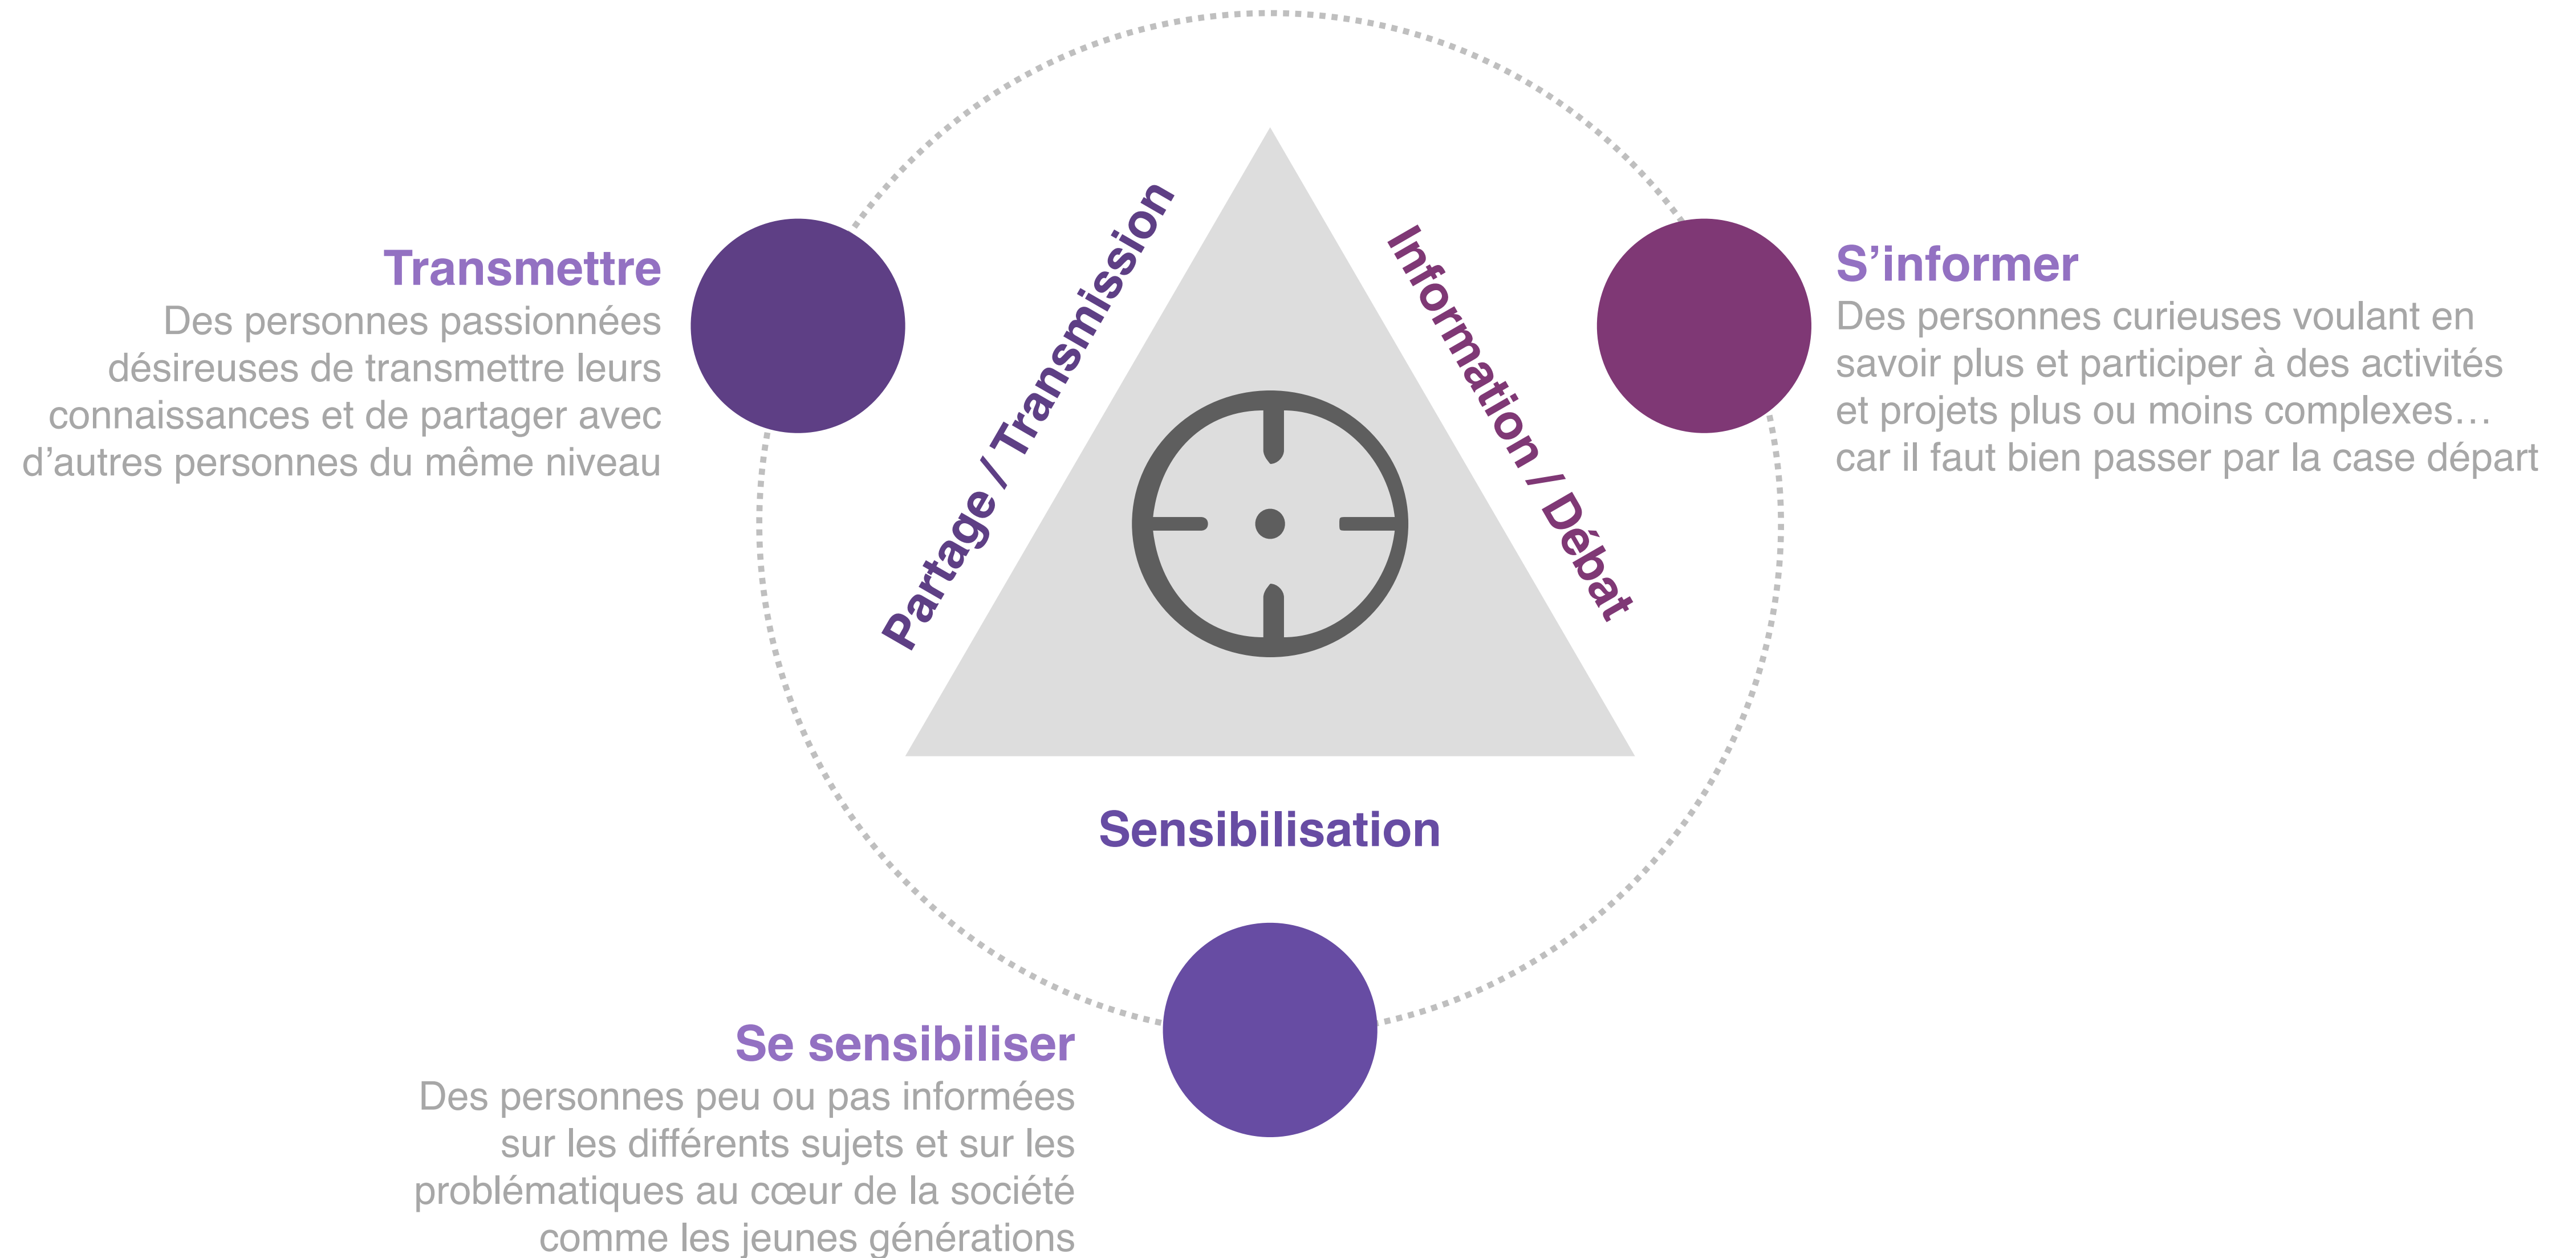 Transmettre
Des personnes passionnées
désireuses de transmettre leurs
connaissances et de partager avec
d’autres personnes du même niveau
Partage / Transmission
Information / Débat
S’informer
Des personnes curieuses voulant en
savoir plus et participer à des activités
et projets plus ou moins complexes…
car il faut bien passer par la case départ
Sensibilisation
Se sensibiliser
Des personnes peu ou pas informées
sur les différents sujets et sur les
problématiques au cœur de la société
comme les jeunes générations